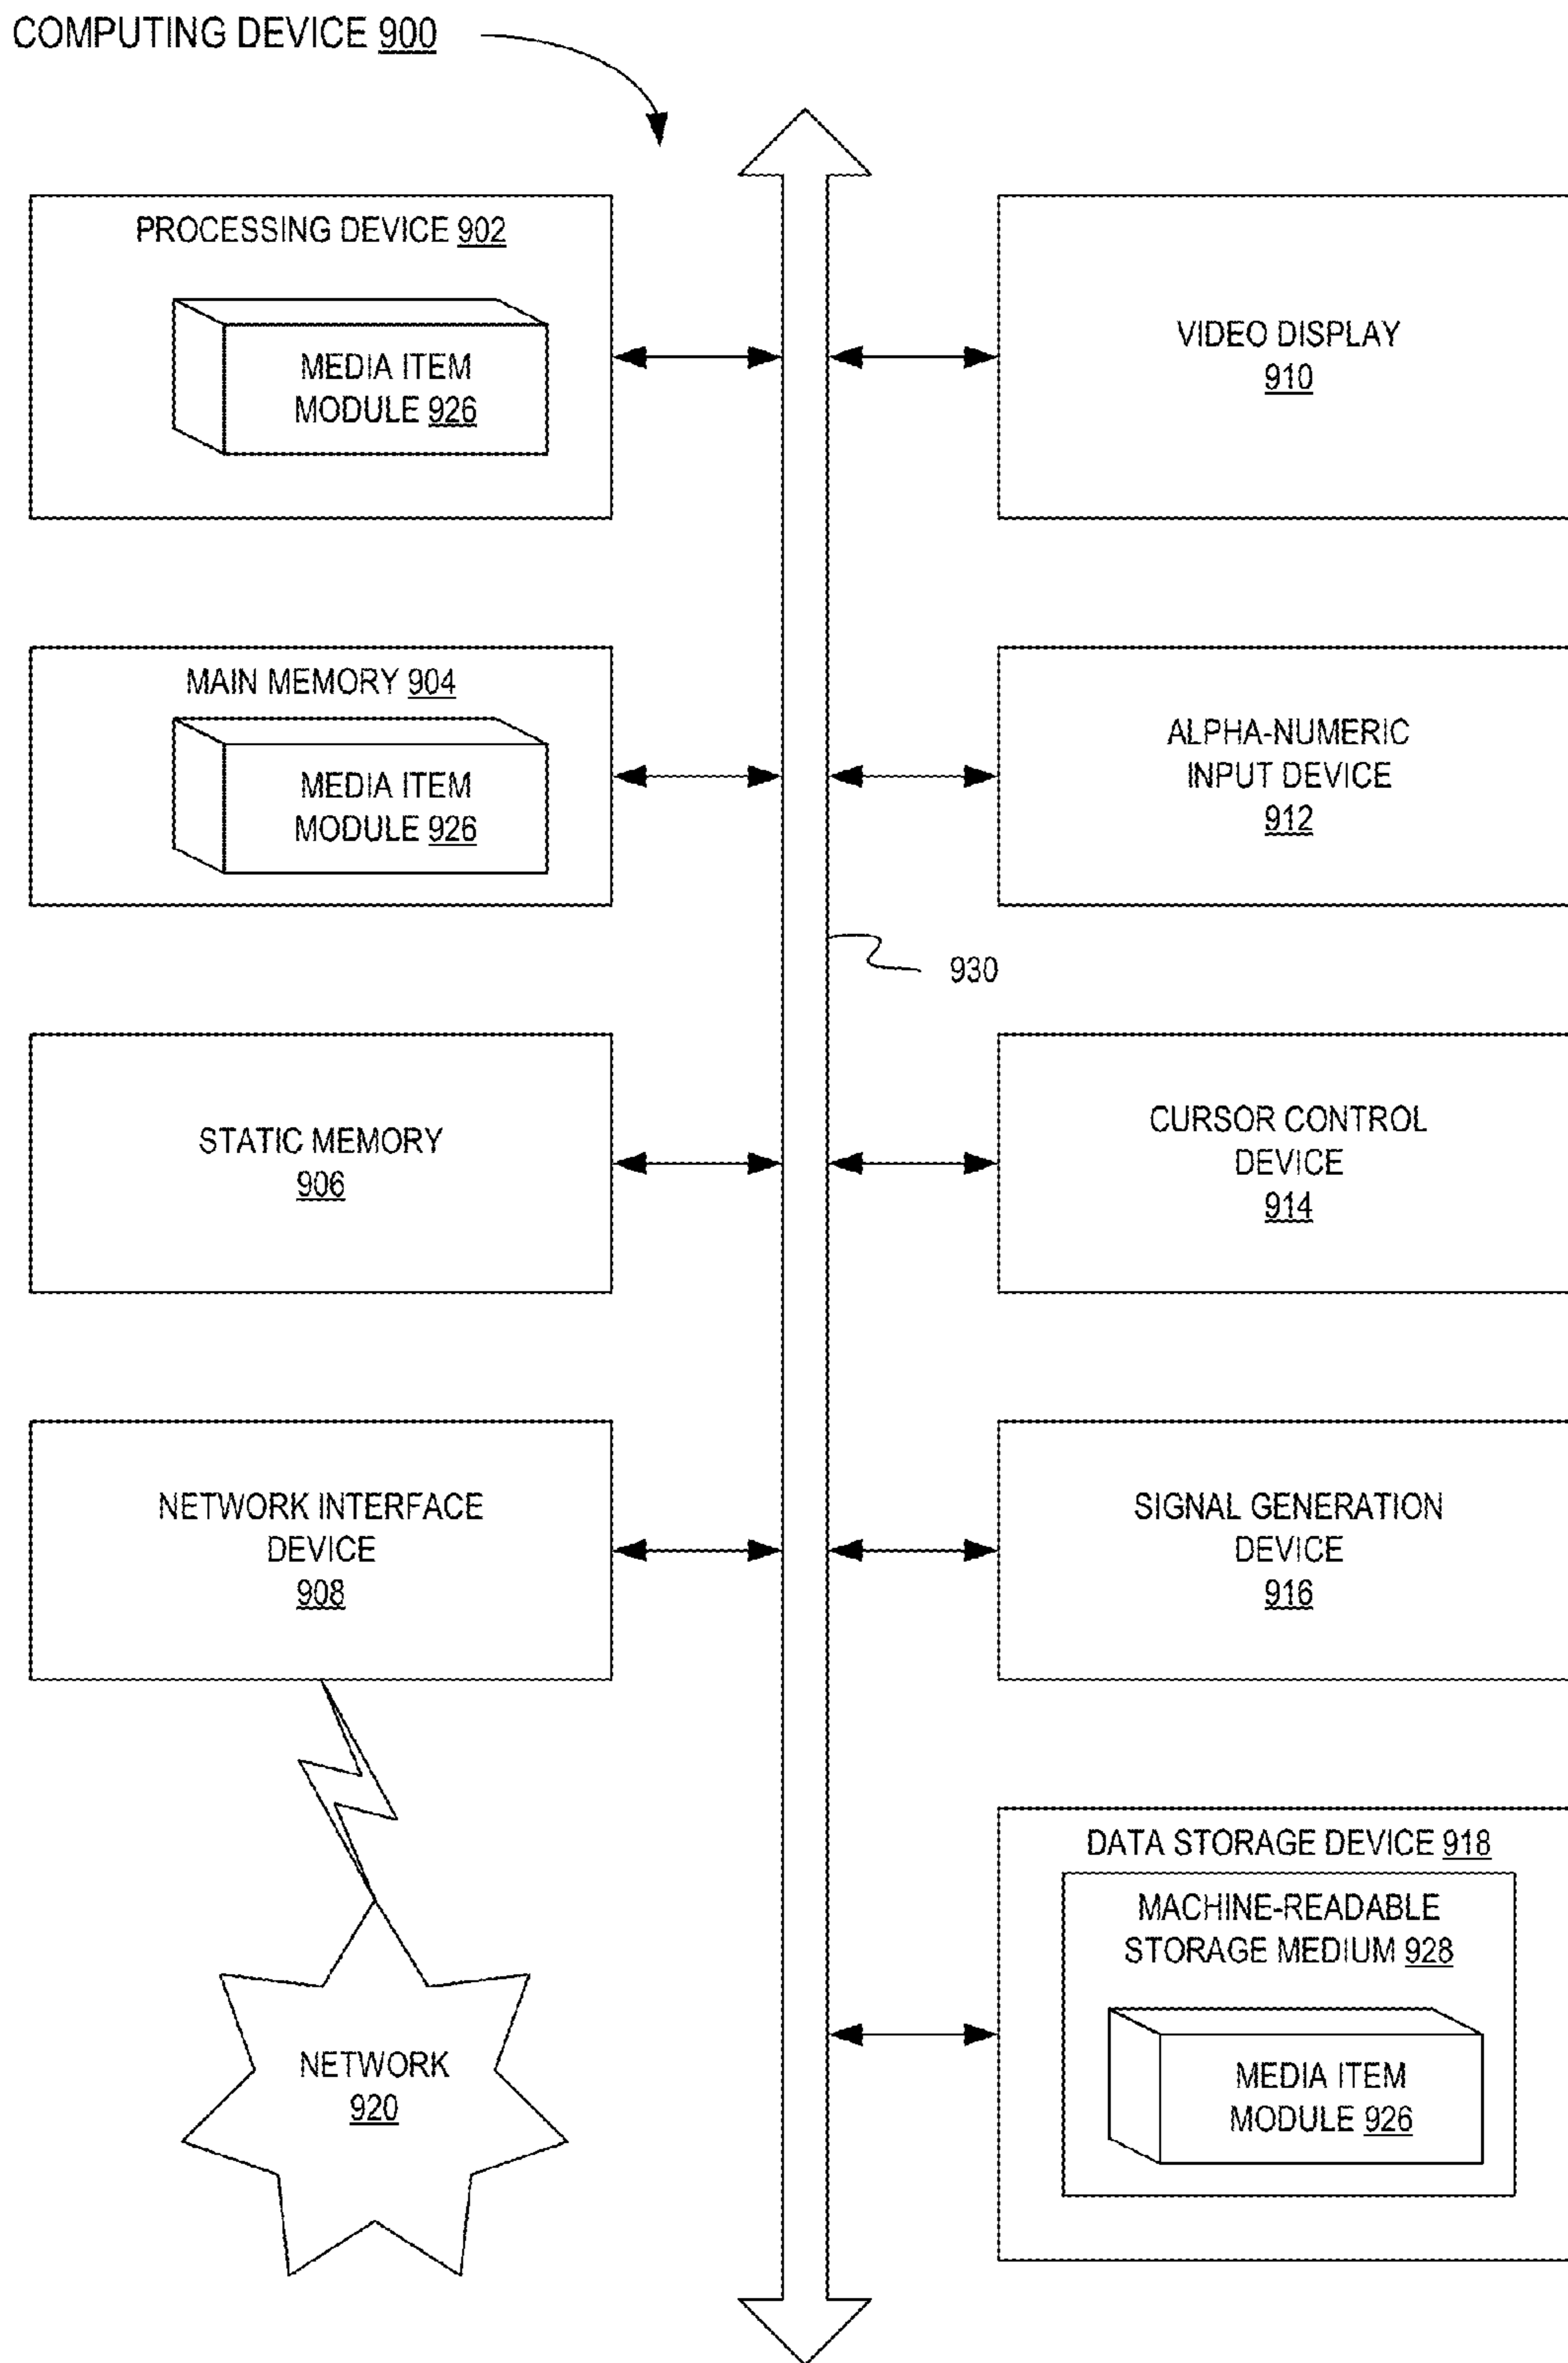 COMPUTING DEVICE 900
PROCESSING DEVICE 902
MEDIA ITEM
MODULE 926
VIDEO DISPLAY
910
MAIN MEMORY 904
MEDIA ITEM
MODULE 926
ALPHA-NUMERIC
INPUT DEVICE
912
930
STATIC MEMORY
906
CURSOR CONTROL
DEVICE
914
NETWORK INTERFACE
DEVICE
908
SIGNAL GENERATION
DEVICE
916
DATA STORAGE DEVICE 918
MACHINE-READABLE
STORAGE MEDIUM 928
MEDIA ITEM
MODULE 926
NETWORK
920